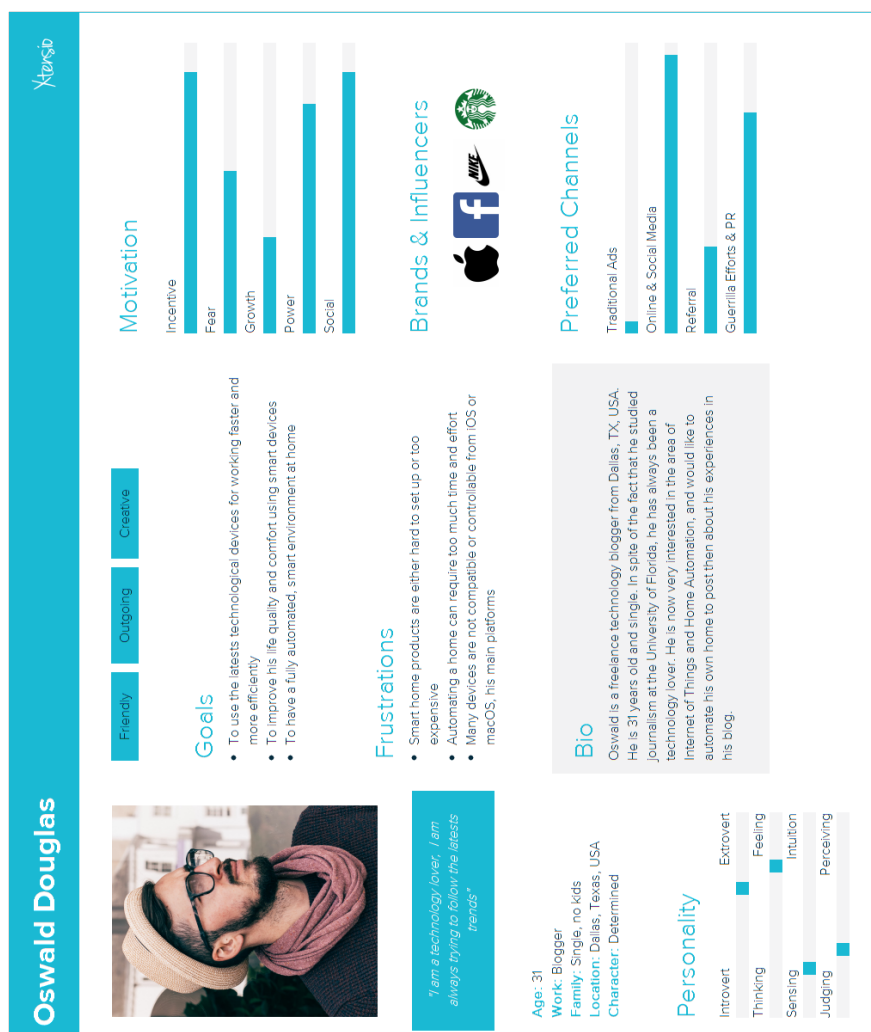 Oswald Douglas
Xtensio
"I am a technology lover, I am
always trying to follow the latests
trends"
Age: 31
Work: Blogger
Family: Single, no kids
Location: Dallas, Texas, USA
Character: Determined
Personality
Introvert Extrovert
Thinking Feeling
Sensing Intuition
Judging Perceiving
Friendly
Outgoing
Creative
Goals
• To use the latests technological devices for working faster and
more efficiently
• To improve his life quality and comfort using smart devices
• To have a fully automated, smart environment at home
Frustrations
• Smart home products are either hard to set up or too
expensive
• Automating a home can require too much time and effort
• Many devices are not compatible or controllable from iOS or
macOS, his main platforms
Bio
Oswald is a freelance technology blogger from Dallas, TX, USA.
He is 31 years old and single. In spite of the fact that he studied
journalism at the University of Florida, he has always been a
technology lover. He is now very interested in the area of
Internet of Things and Home Automation, and would like to
automate his own home to post then about his experiences in
his blog.
Motivation
Incentive
Fear
Growth
Power
Social
Brands & Influencers
f
NIKE
Preferred Channels
Traditional Ads
Online & Social Media
Referral
Guerrilla Efforts & PR